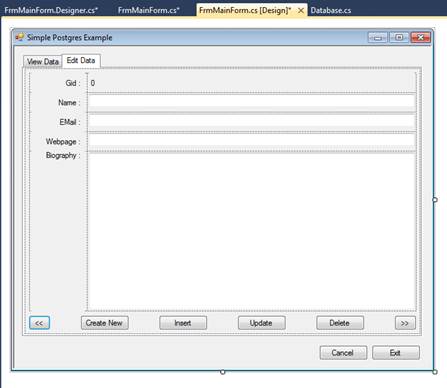 FrmMainForm.Designer.cs* FrmMainForm.cs* FrmMainForm.cs [Design]* Database.cs
Simple Postgres Example
View Data Edit Data
Gid : 0
Name :
EMail :
Webpage :
Biography :
<< Create New Insert Update Delete >>
Cancel Exit